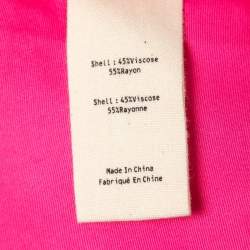 Shell : 45%Viscose
55%Rayon
Shell : 45%Viscose
55%Rayonne
Made In China
Fabriqué En Chine